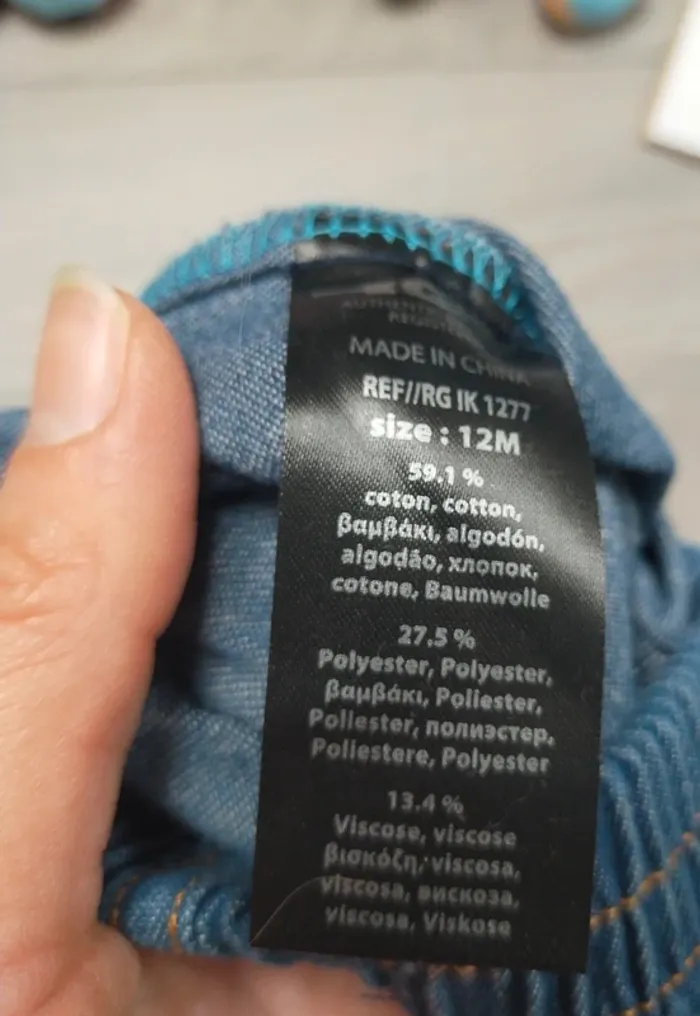 MADE IN CHINA
REF//RG IK 1277
size : 12M
59.1 %
coton, cotton,
βαμβάκι, algodón,
algodão, хлопок,
cotone, Baumwolle
27.5 %
Polyester, Polyester,
βαμβάκι, Poliester,
Poliester, полиэстер,
Poliestere, Polyester
13.4 %
Viscose, viscose
βισκόζη, viscosa,
viscosa, вискоза,
viscosa, Viskose